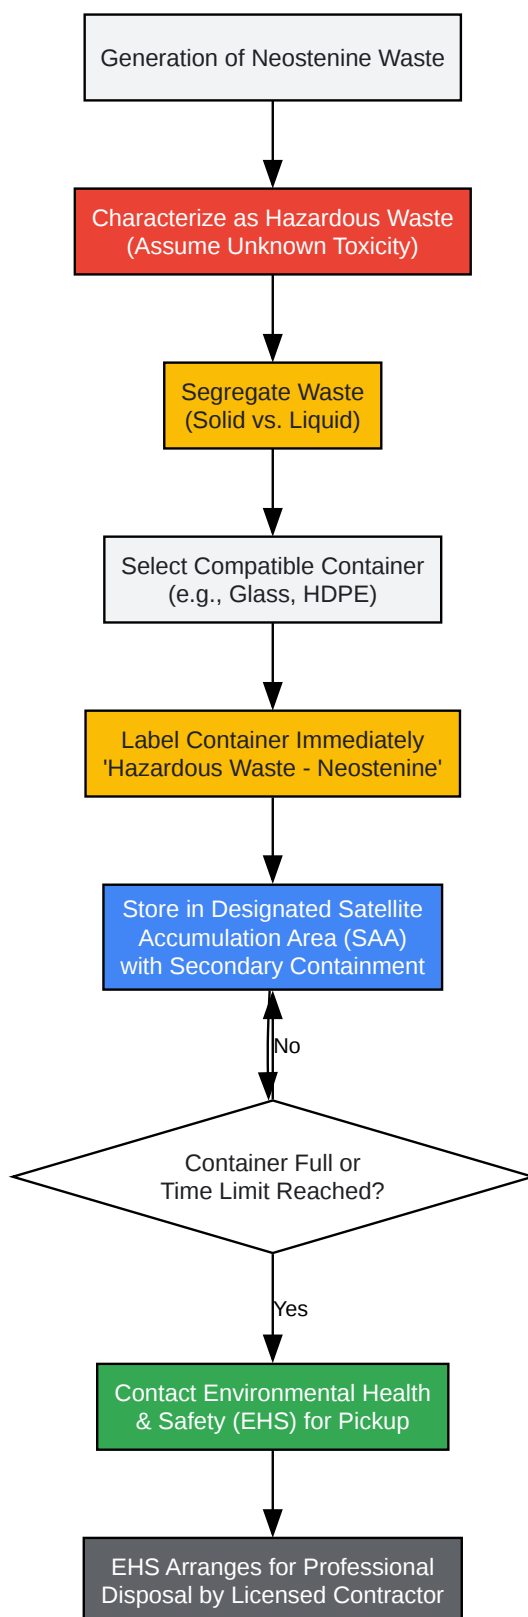 Generation of Neostenine Waste
Characterize as Hazardous Waste
(Assume Unknown Toxicity)
Segregate Waste
(Solid vs. Liquid)
Select Compatible Container
(e.g., Glass, HDPE)
Label Container Immediately
'Hazardous Waste - Neostenine'
Store in Designated Satellite
Accumulation Area (SAA)
with Secondary Containment
No
Container Full or
Time Limit Reached?
Yes
Contact Environmental Health
& Safety (EHS) for Pickup
EHS Arranges for Professional
Disposal by Licensed Contractor